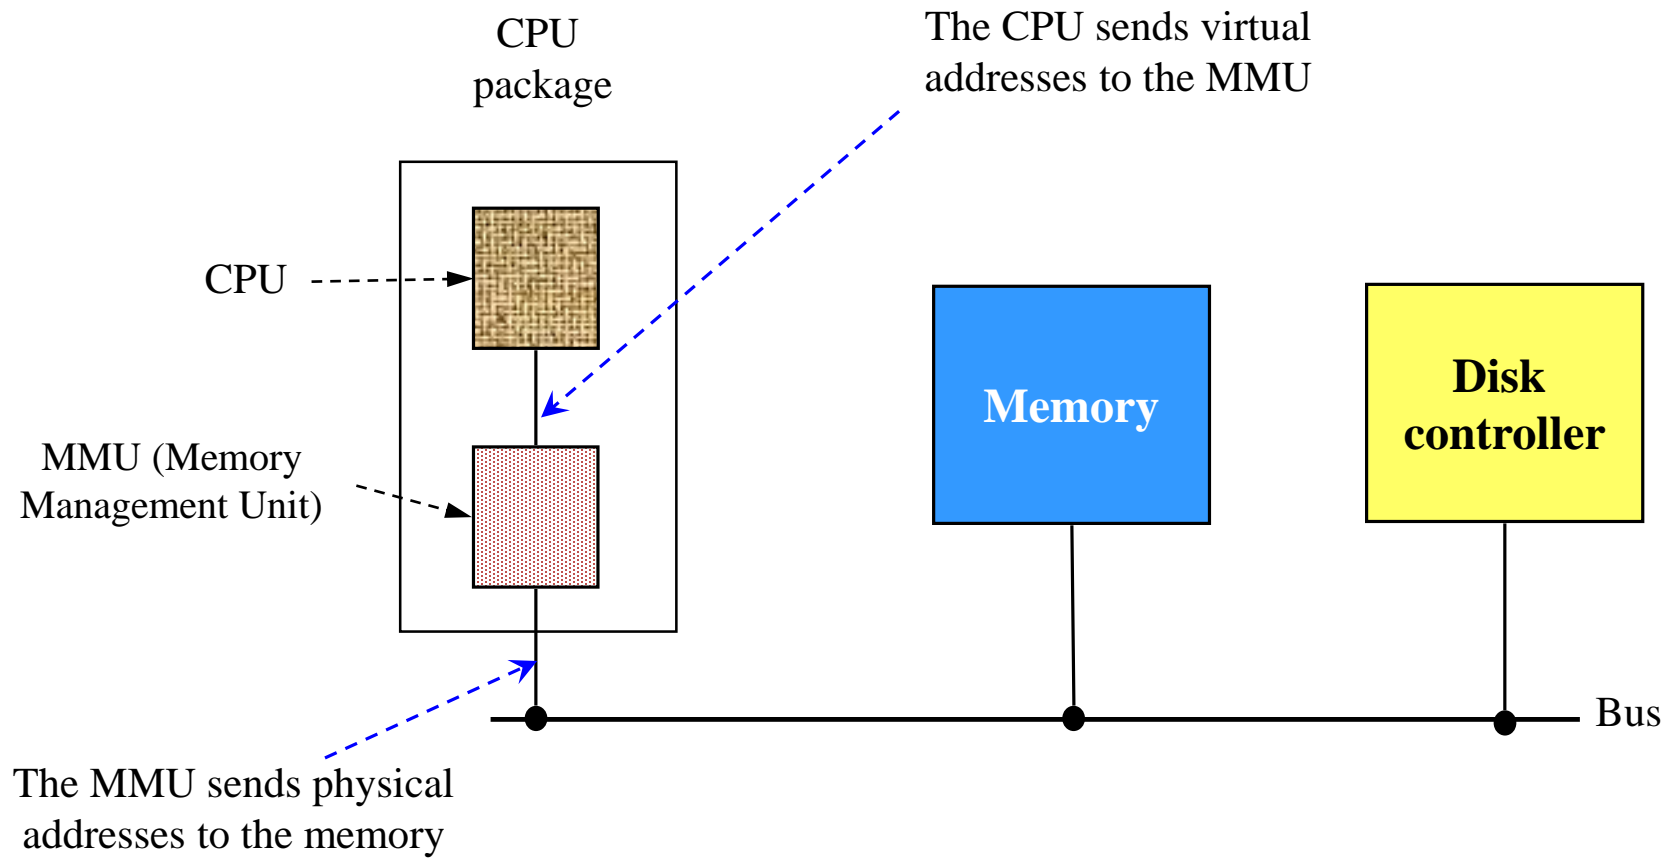 CPU
package
The CPU sends virtual
addresses to the MMU
CPU
MMU (Memory
Management Unit)
Memory
Disk
controller
Bus
The MMU sends physical
addresses to the memory